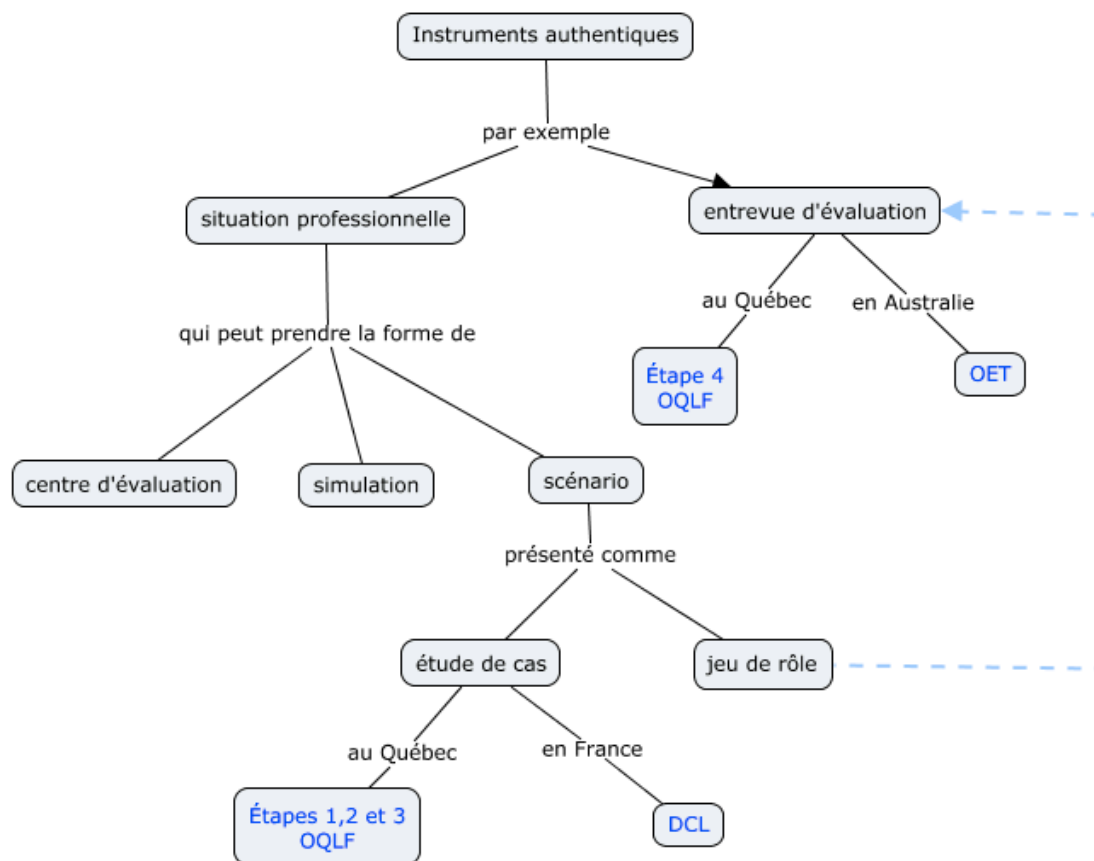 Instruments authentiques
par exemple
situation professionnelle
entrevue d'évaluation
au Québec
en Australie
qui peut prendre la forme de
Étape 4
OQLF
OET
centre d'évaluation
simulation
scénario
présenté comme
étude de cas
jeu de rôle
au Québec
en France
Étapes 1,2 et 3
OQLF
DCL